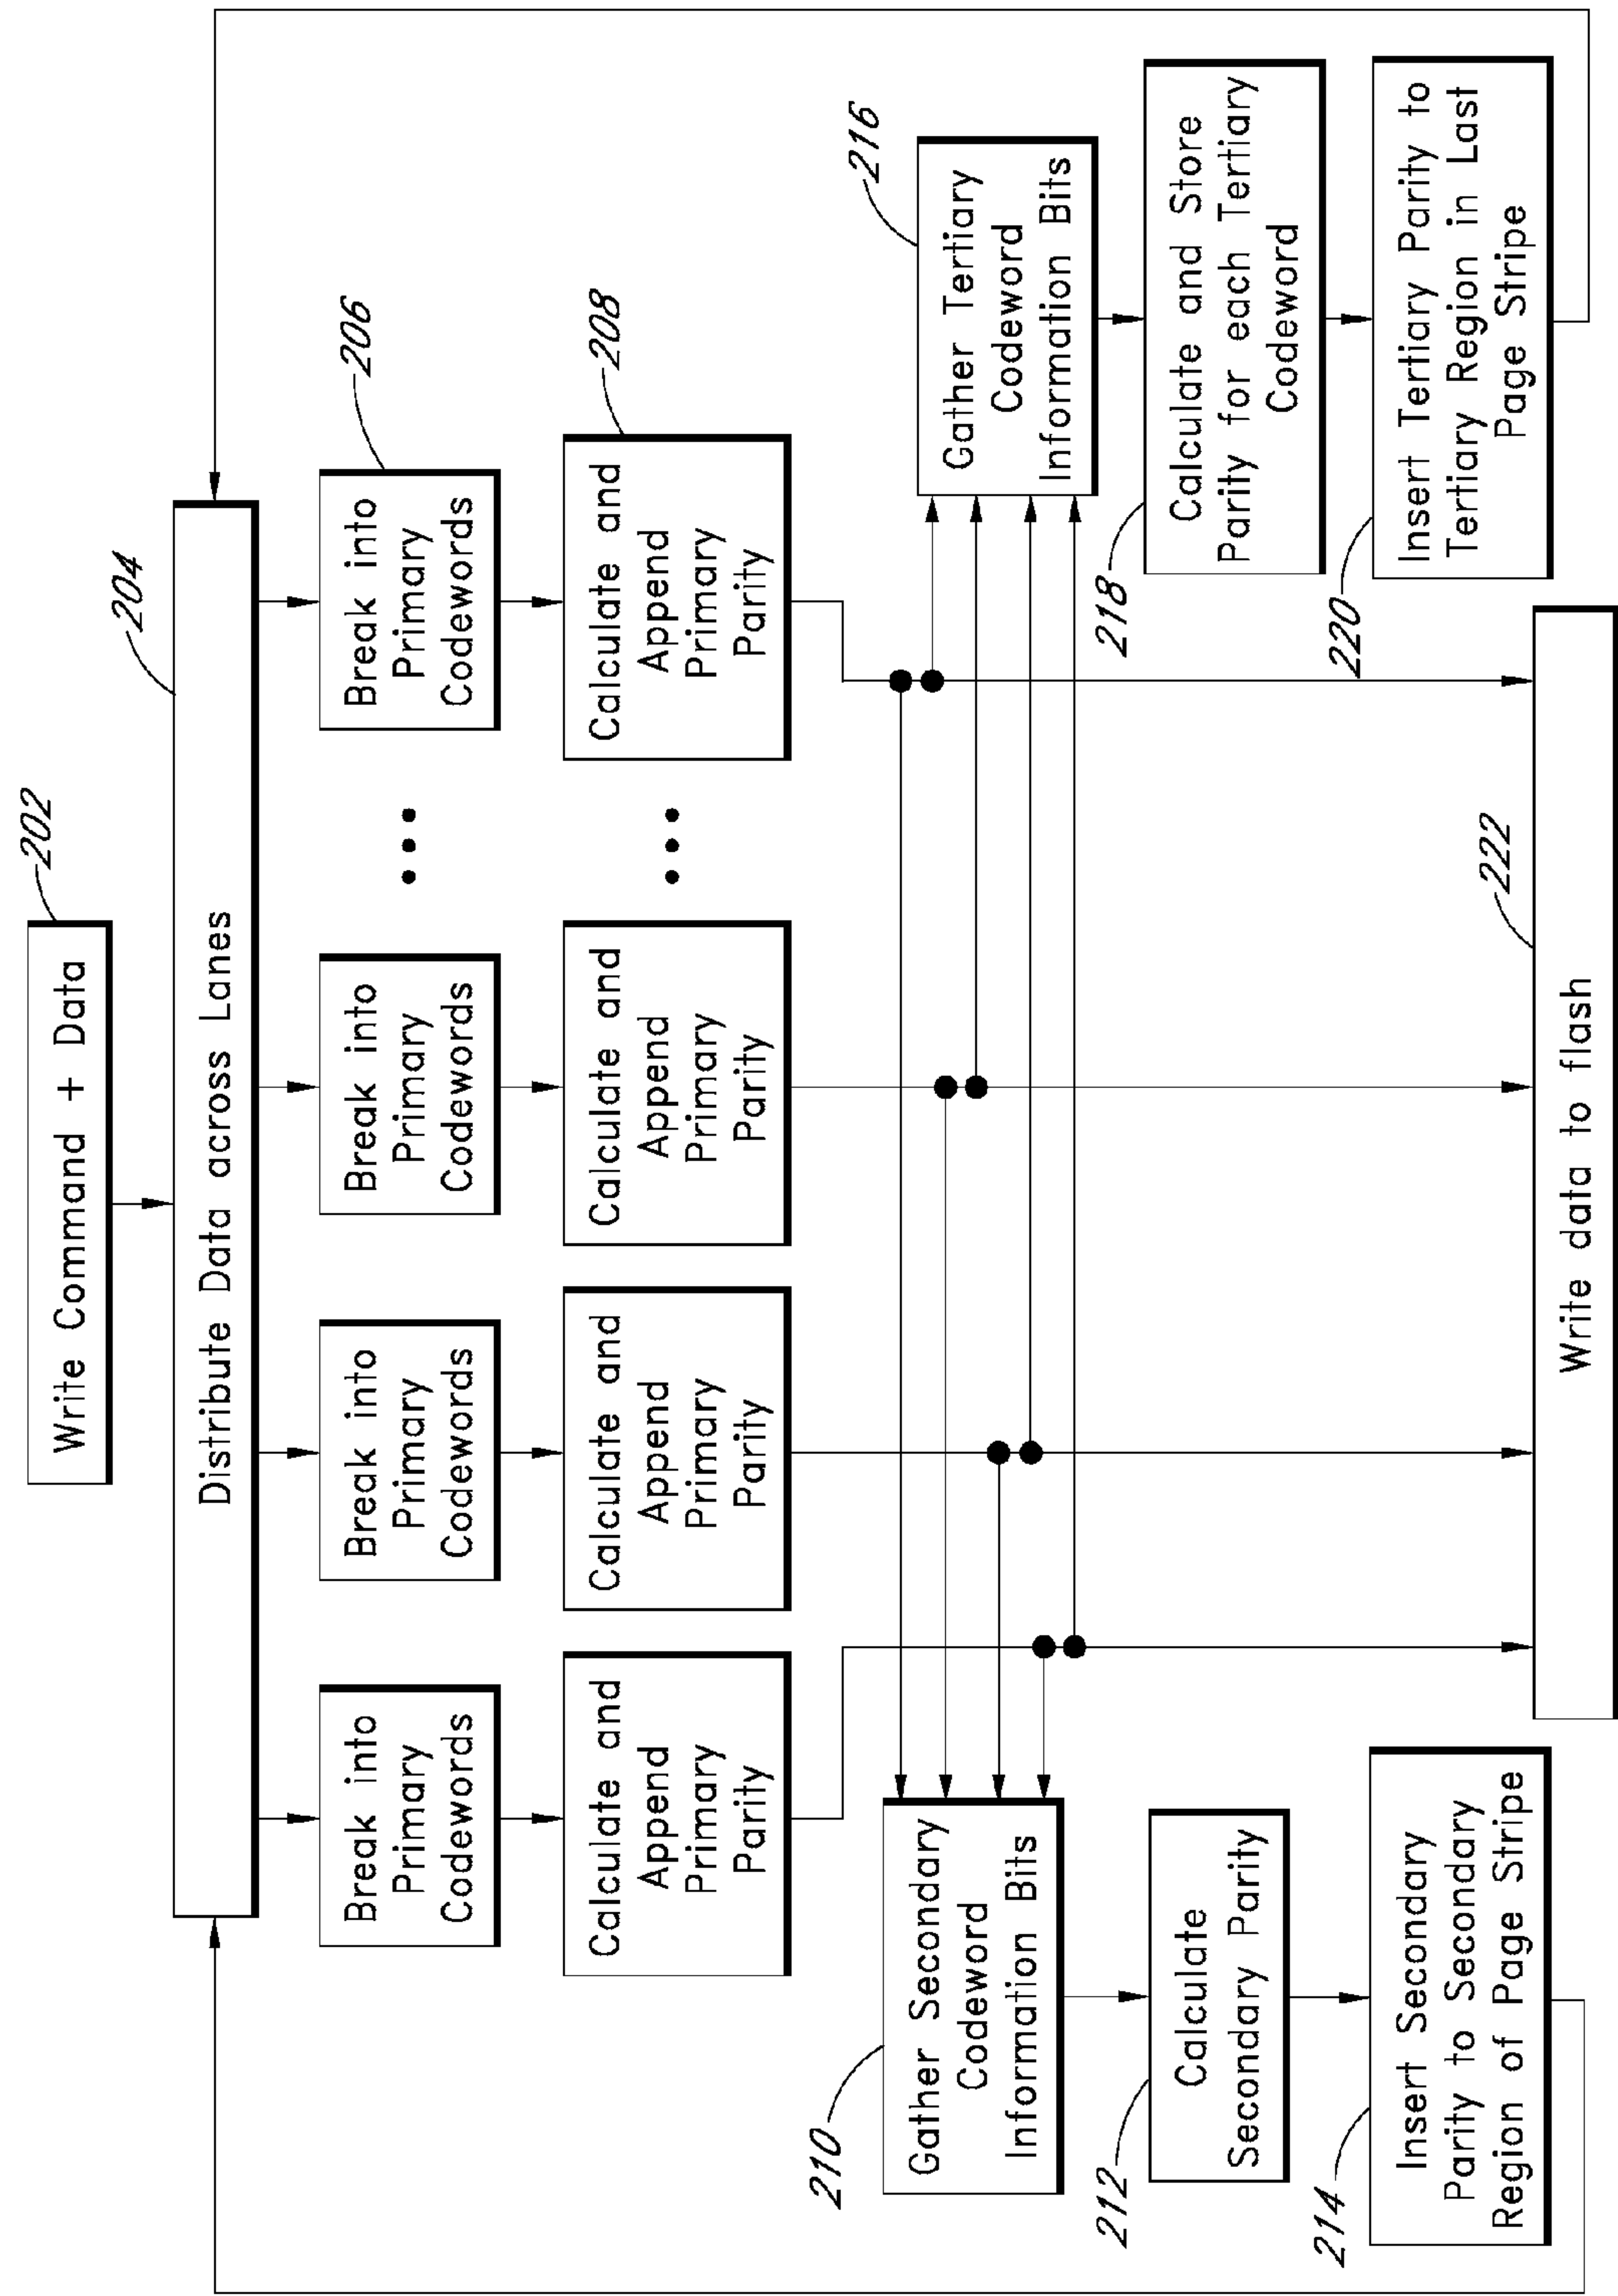 202
Write Command + Data
204
Distribute Data across Lanes
206
Break into
Primary
Codewords
Break into
Primary
Codewords
Break into
Primary
Codewords
Break into
Primary
Codewords
208
Calculate and
Append
Primary
Parity
Calculate and
Append
Primary
Parity
Calculate and
Append
Primary
Parity
Calculate and
Append
Primary
Parity
210
Gather Secondary
Codeword
Information Bits
212
Calculate
Secondary Parity
214
Insert Secondary
Parity to Secondary
Region of Page Stripe
216
Gather Tertiary
Codeword
Information Bits
218
Calculate and Store
Parity for each Tertiary
Codeword
220
Insert Tertiary Parity to
Tertiary Region in Last
Page Stripe
222
Write data to flash